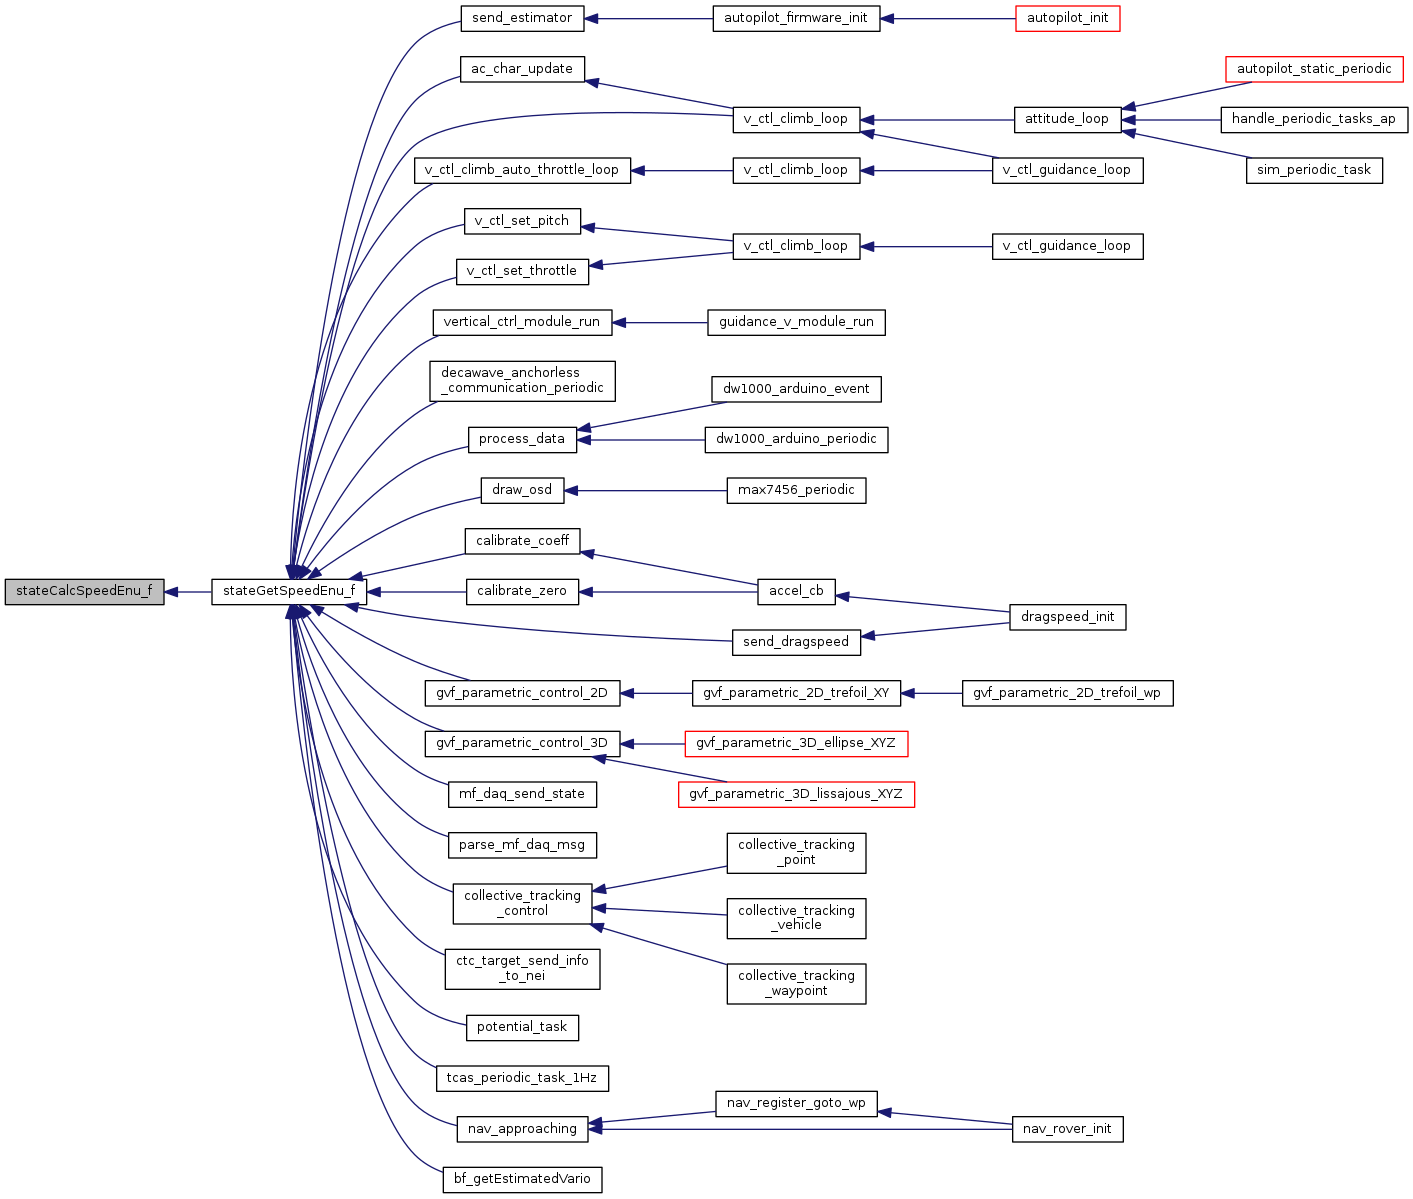 send_estimator
autopilot_firmware_init
autopilot_init
ac_char_update
autopilot_static_periodic
v_ctl_climb_loop
attitude_loop
handle_periodic_tasks_ap
v_ctl_climb_auto_throttle_loop
v_ctl_climb_loop
v_ctl_guidance_loop
sim_periodic_task
v_ctl_set_pitch
v_ctl_climb_loop
v_ctl_guidance_loop
v_ctl_set_throttle
vertical_ctrl_module_run
guidance_v_module_run
decawave_anchorless
_communication_periodic
dw1000_arduino_event
process_data
dw1000_arduino_periodic
draw_osd
max7456_periodic
calibrate_coeff
stateCalcSpeedEnu_f
stateGetSpeedEnu_f
calibrate_zero
accel_cb
dragspeed_init
send_dragspeed
gvf_parametric_control_2D
gvf_parametric_2D_trefoil_XY
gvf_parametric_2D_trefoil_wp
gvf_parametric_control_3D
gvf_parametric_3D_ellipse_XYZ
mf_daq_send_state
gvf_parametric_3D_lissajous_XYZ
parse_mf_daq_msg
collective_tracking
_point
collective_tracking
_control
collective_tracking
_vehicle
ctc_target_send_info
_to_nei
collective_tracking
_waypoint
potential_task
tcas_periodic_task_1Hz
nav_register_goto_wp
nav_approaching
nav_rover_init
bf_getEstimatedVario